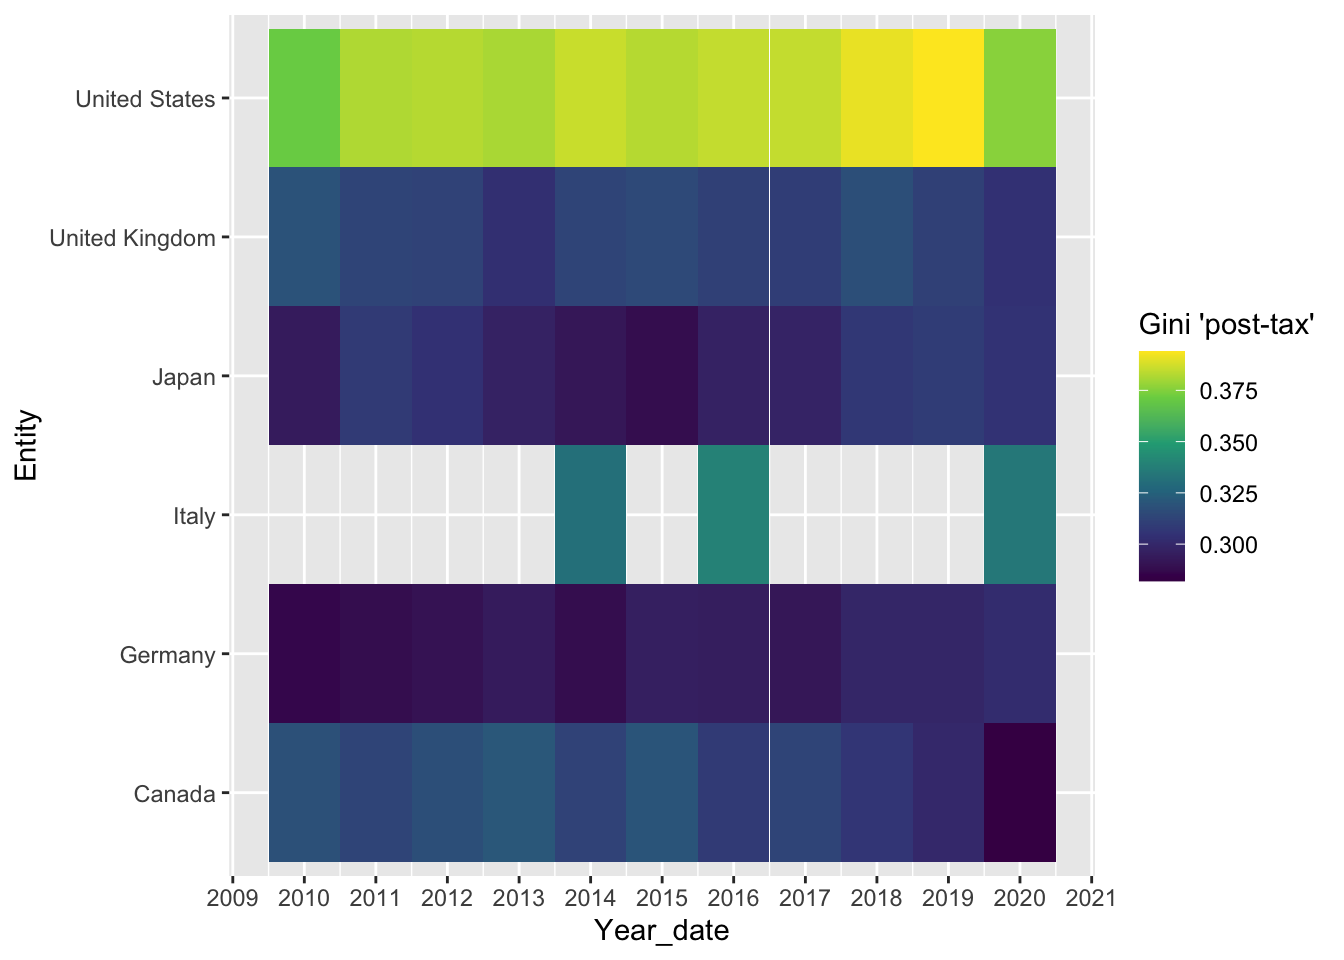 United States
United Kingdom
Japan
Italy
Germany
Canada
Entity
2009 2010 2011 2012 2013 2014 2015 2016 2017 2018 2019 2020 2021
Year_date
Gini 'post-tax'
0.375
0.350
0.325
0.300